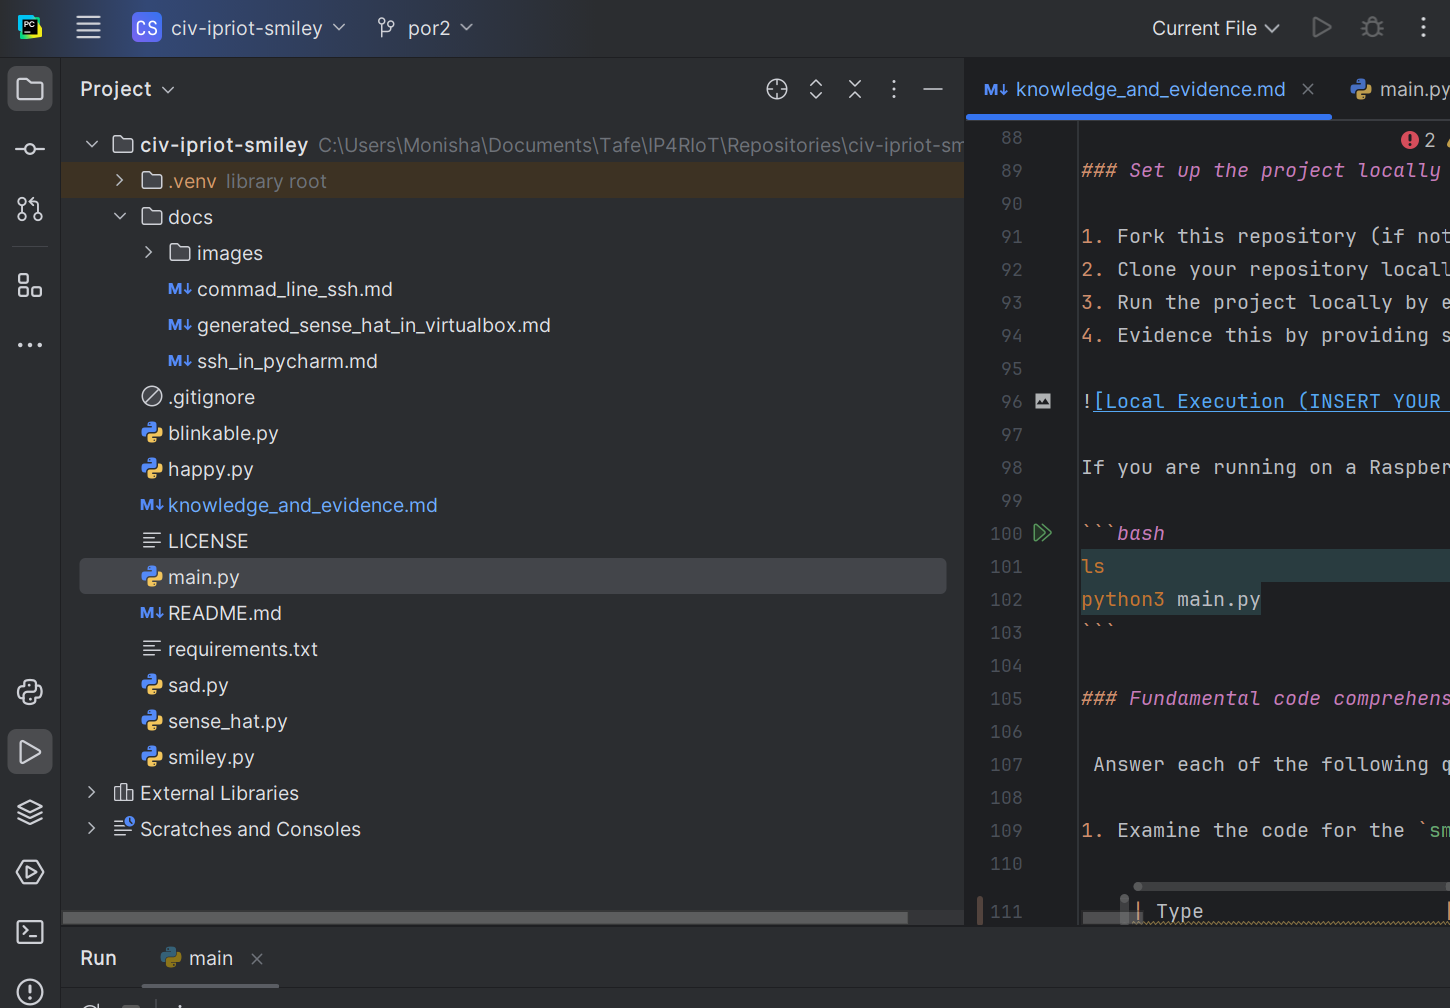 PC
CS civ-ipriot-smiley
por2
Current File
Project
civ-ipriot-smiley C:\Users\Monisha\Documents\Tafe\IP4RIoT\Repositories\civ-ipriot-sm
.venv library root
docs
images
M↓ commad_line_ssh.md
M↓ generated_sense_hat_in_virtualbox.md
M↓ ssh_in_pycharm.md
.gitignore
blinkable.py
happy.py
M↓ knowledge_and_evidence.md
LICENSE
main.py
M↓ README.md
requirements.txt
sad.py
sense_hat.py
smiley.py
External Libraries
Scratches and Consoles
M↓ knowledge_and_evidence.md
main.py
2
88
89 ### Set up the project locally
90
91 1. Fork this repository (if not
92 2. Clone your repository locall
93 3. Run the project locally by e
94 4. Evidence this by providing s
95
96 ![Local Execution (INSERT YOUR
97
98 If you are running on a Raspber
99
100 ```bash
101 ls
102 python3 main.py
103 ```
104
105 ### Fundamental code comprehens
106
107 Answer each of the following q
108
109 1. Examine the code for the `sm
110
111 | Type
Run main